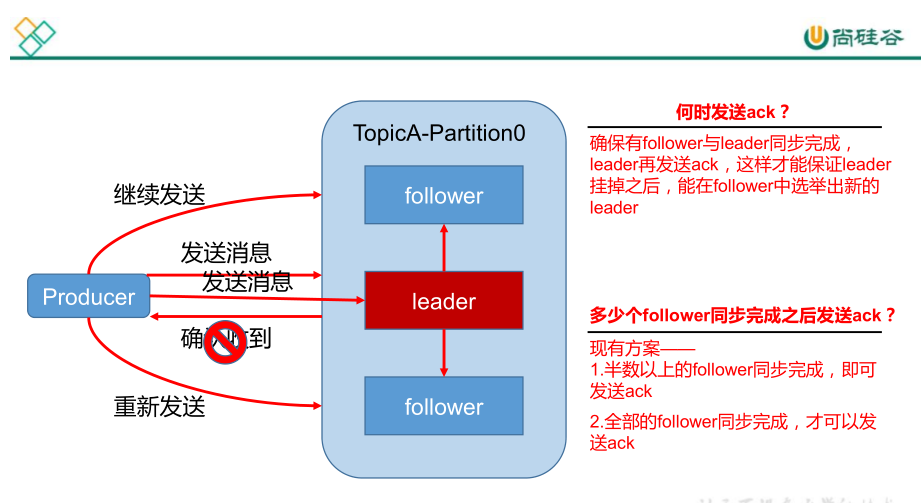 尚硅谷
TopicA-Partition0
follower
leader
follower
Producer
继续发送
发送消息
发送消息
确认收到
重新发送
何时发送ack？
确保有follower与leader同步完成，
leader再发送ack，这样才能保证leader
挂掉之后，能在follower中选举出新的
leader
多少个follower同步完成之后发送ack？
现有方案——
1.半数以上的follower同步完成，即可
发送ack
2.全部的follower同步完成，才可以发
送ack